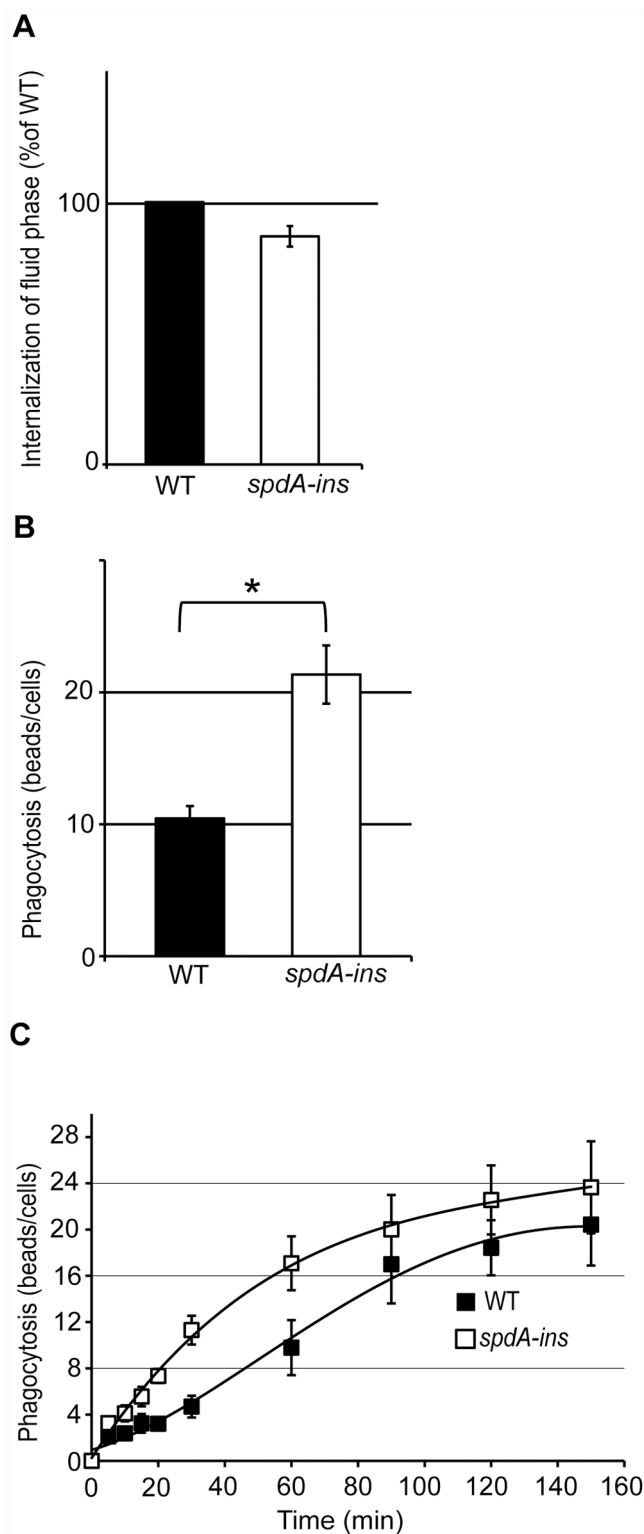 A
Internalization of fluid phase (%of WT)
100
0
WT
spdA-ins
B
*
Phagocytosis (beads/cells)
20
10
0
WT
spdA-ins
C
Phagocytosis (beads/cells)
28
24
20
16
12
8
4
0
WT
spdA-ins
0 20 40 60 80 100 120 140 160
Time (min)